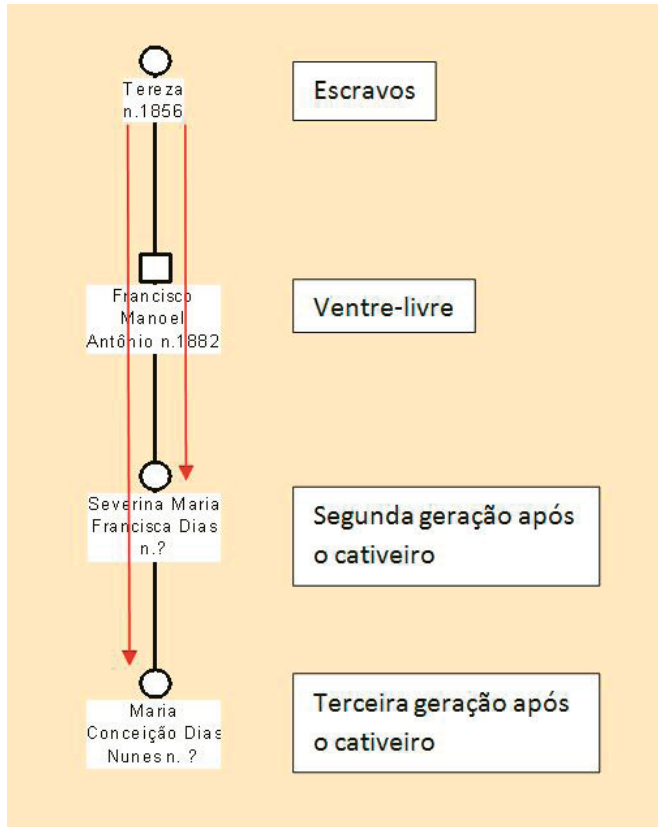 Tereza
n.1856
Escravos
Francisco
Manoel
Antônio n.1882
Ventre-livre
Severina Maria
Francisca Dias
n.?
Segunda geração após
o cativeiro
Maria
Conceição Dias
Nunes n. ?
Terceira geração após
o cativeiro